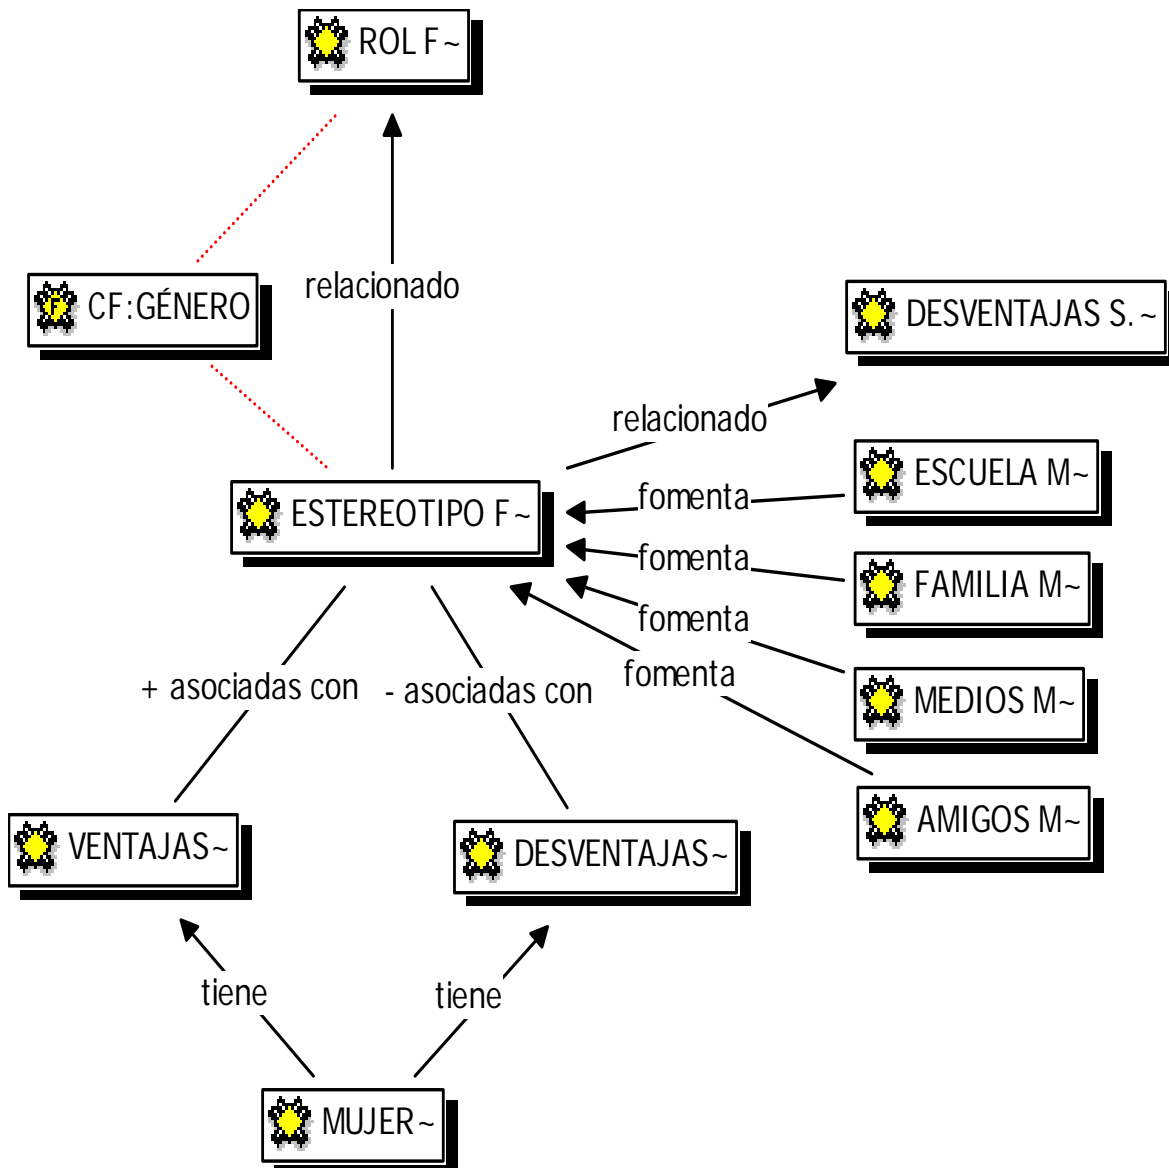 ROL F~
relacionado
CF:GÉNERO
DESVENTAJAS S. ~
relacionado
ESCUELA M~
fomenta
ESTEREOTIPO F~
fomenta
FAMILIA M~
fomenta
fomenta
MEDIOS M~
+ asociadas con
- asociadas con
AMIGOS M~
VENTAJAS~
DESVENTAJAS~
tiene
tiene
MUJER~